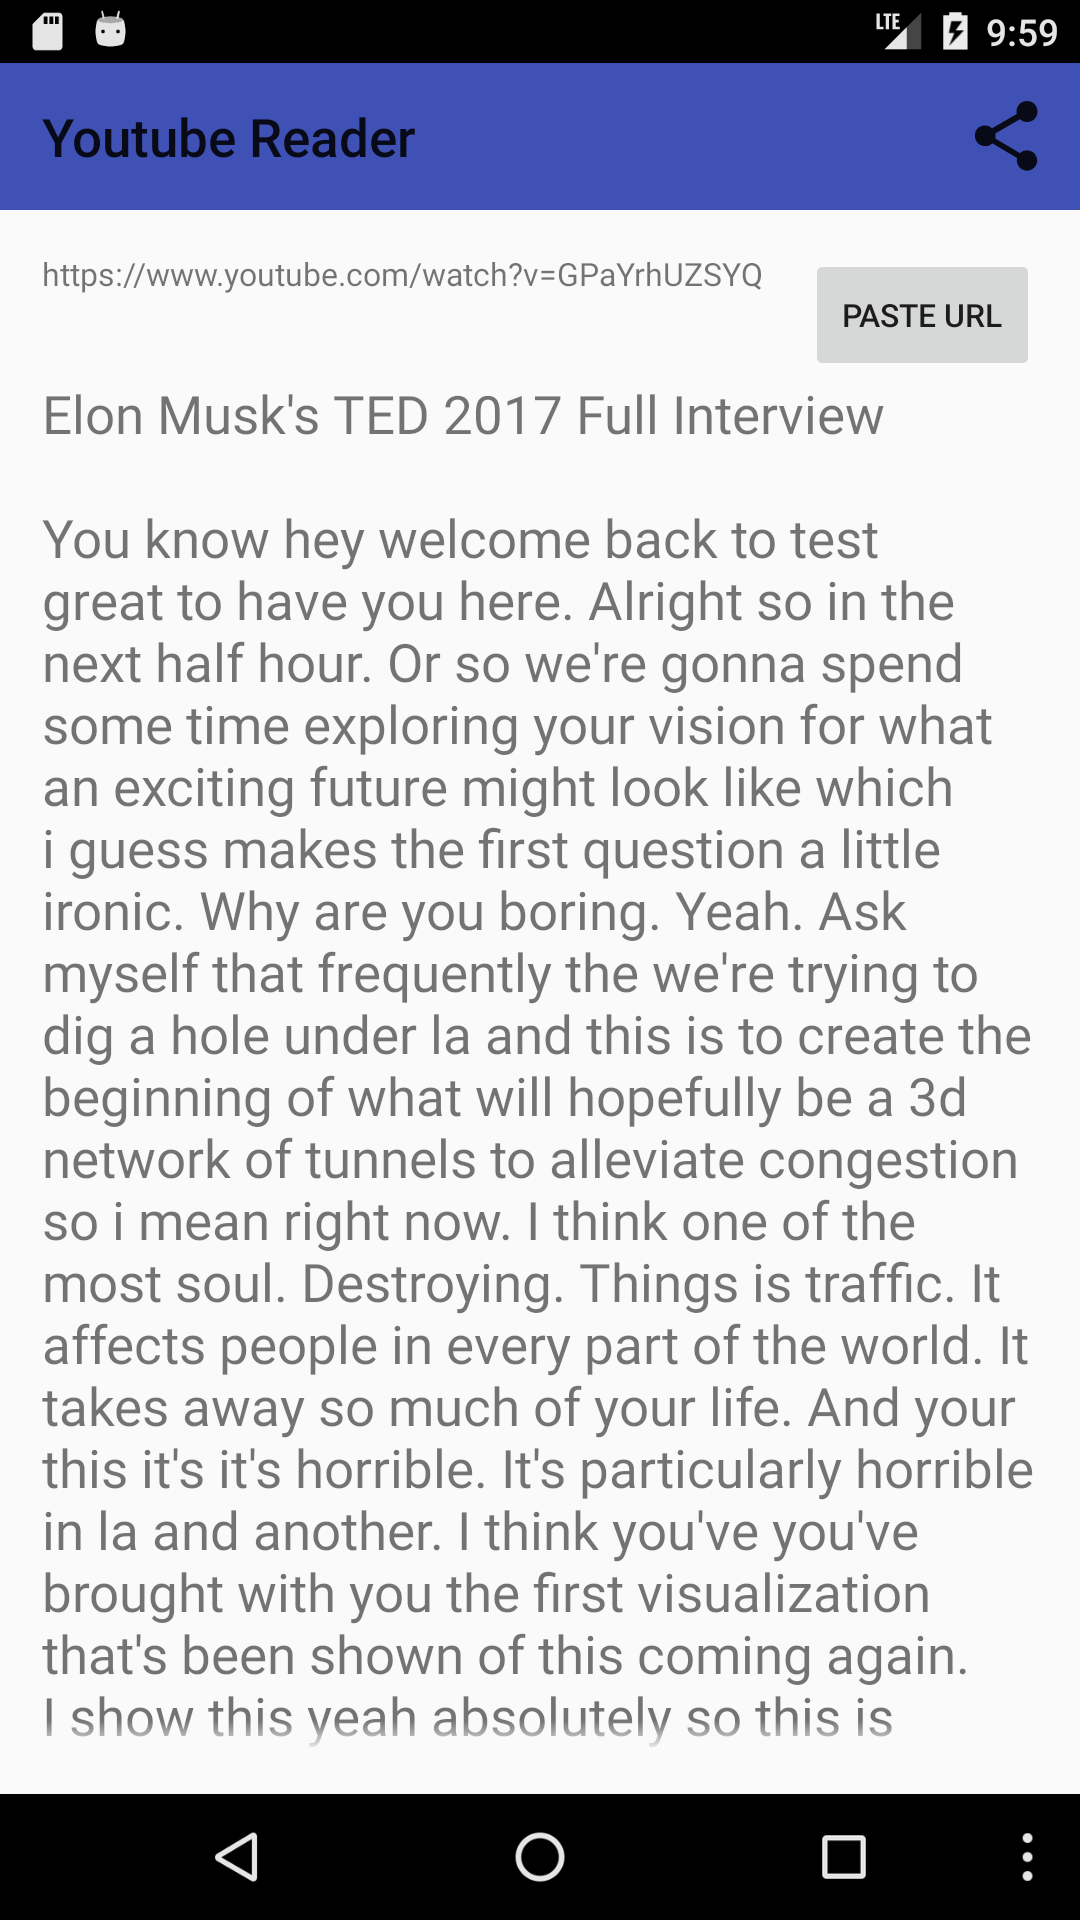 LTE 9:59
Youtube Reader
https://www.youtube.com/watch?v=GPaYrhUZSYQ
PASTE URL
Elon Musk's TED 2017 Full Interview
You know hey welcome back to test
great to have you here. Alright so in the
next half hour. Or so we're gonna spend
some time exploring your vision for what
an exciting future might look like which
i guess makes the first question a little
ironic. Why are you boring. Yeah. Ask
myself that frequently the we're trying to
dig a hole under la and this is to create the
beginning of what will hopefully be a 3d
network of tunnels to alleviate congestion
so i mean right now. I think one of the
most soul. Destroying. Things is traffic. It
affects people in every part of the world. It
takes away so much of your life. And your
this it's it's horrible. It's particularly horrible
in la and another. I think you've you've
brought with you the first visualization
that's been shown of this coming again.
I show this yeah absolutely so this is